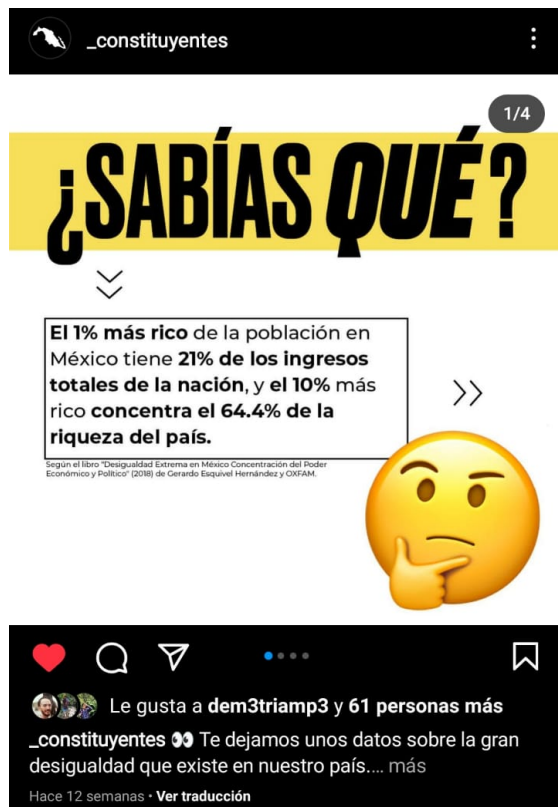 _constituyentes
1/4
¿SABÍAS QUÉ?
El 1% más rico de la población en
México tiene 21% de los ingresos
totales de la nación, y el 10% más
rico concentra el 64.4% de la
riqueza del país.
Según el libro "Desigualdad Extrema en México Concentración del Poder
Económico y Político" (2018) de Gerardo Esquivel Hernández y OXFAM.
Le gusta a dem3triamp3 y 61 personas más
_constituyentes 👀 Te dejamos unos datos sobre la gran
desigualdad que existe en nuestro país.... más
Hace 12 semanas • Ver traducción